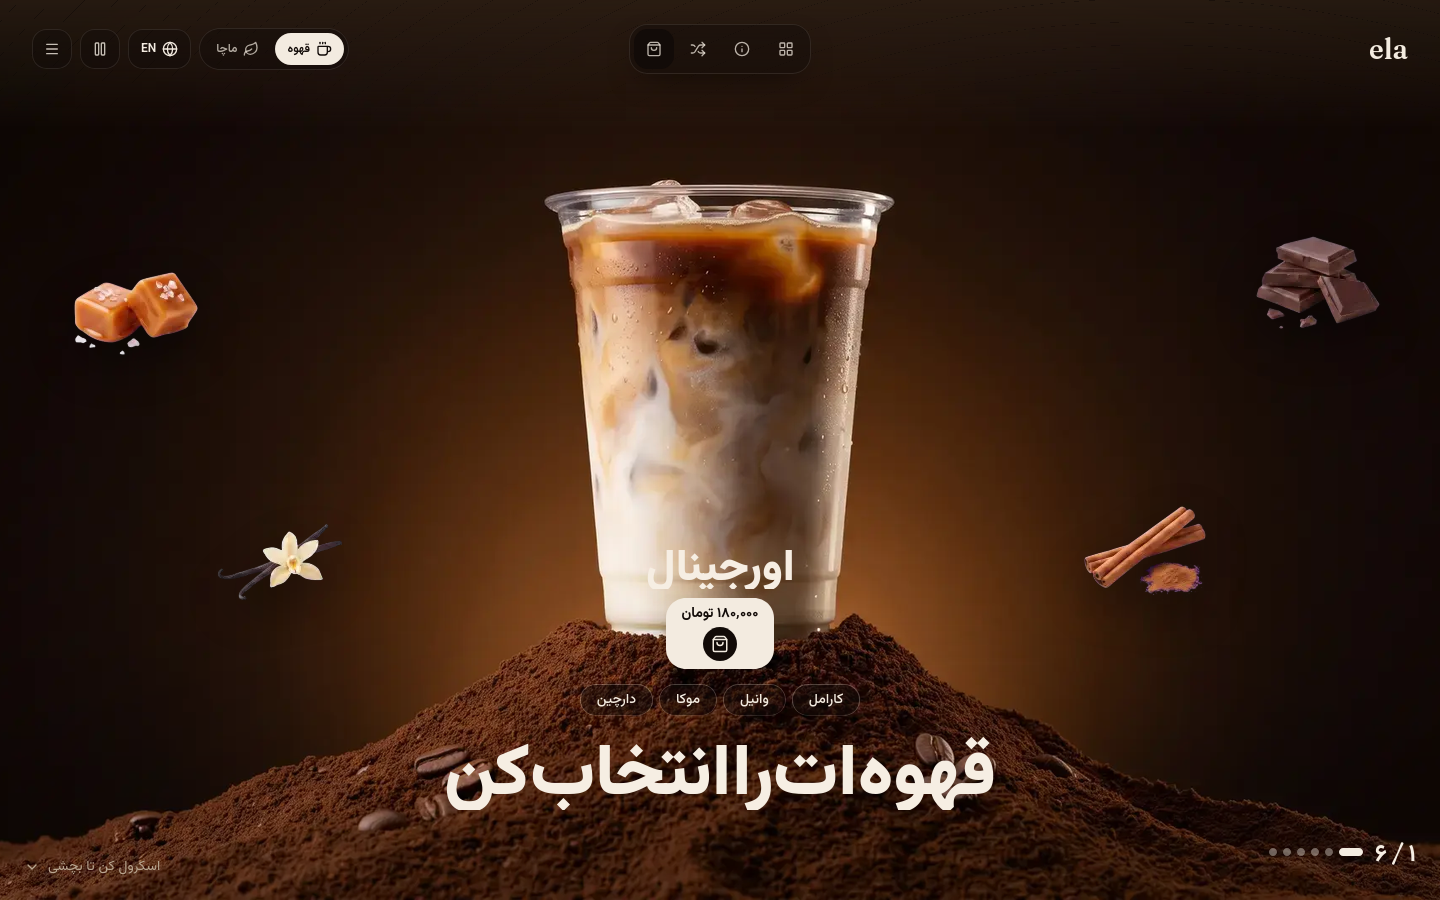 ela
قهوه
ماچا
EN
اورجینال
۱۸۰,۰۰۰ تومان
کارامل
وانیل
موکا
دارچین
قهوه‌ات‌راانتخاب‌کن
۶ / ۱
اسکرول کن تا بچشی